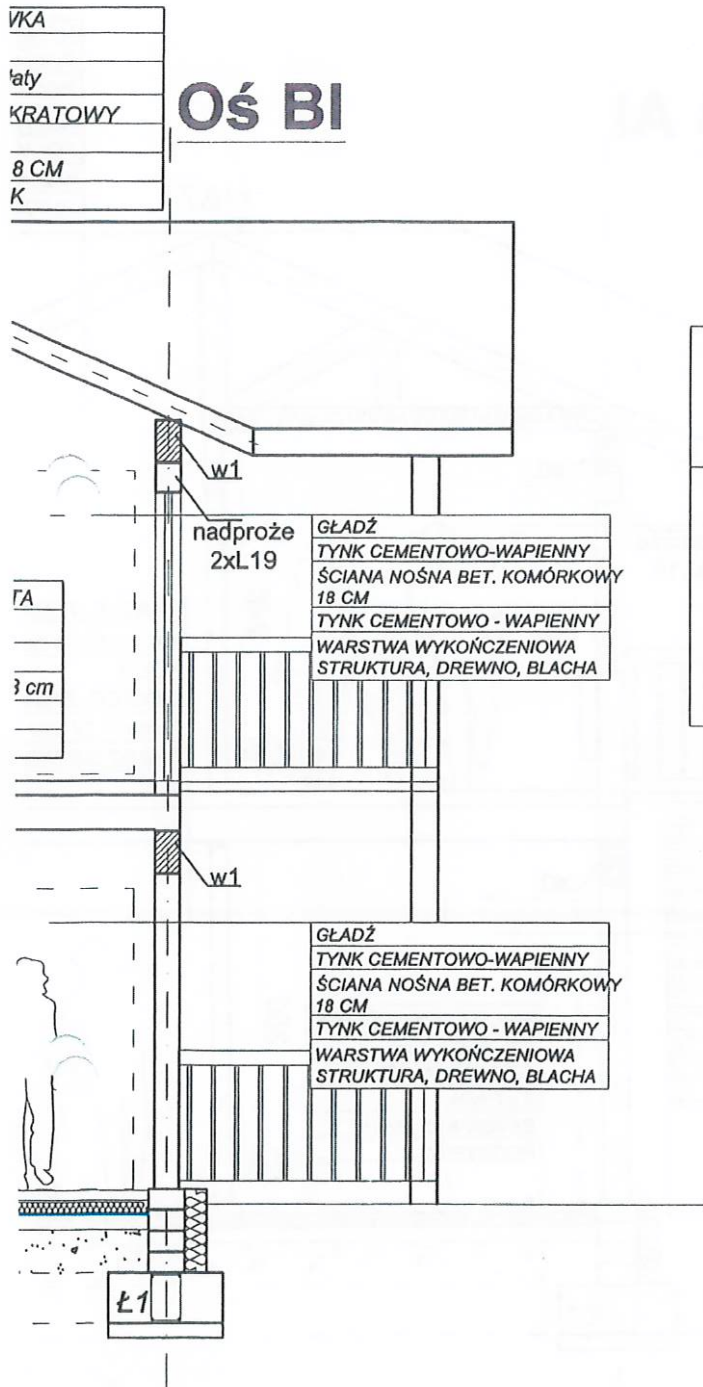 Oś BI
KRATOWY
8 CM
w1
nadproże
2xL19
GŁADŹ
TYNK CEMENTOWO-WAPIENNY
ŚCIANA NOŚNA BET. KOMÓRKOWY
18 CM
TYNK CEMENTOWO - WAPIENNY
WARSTWA WYKOŃCZENIOWA
STRUKTURA, DREWNO, BLACHA
cm
w1
GŁADŹ
TYNK CEMENTOWO-WAPIENNY
ŚCIANA NOŚNA BET. KOMÓRKOWY
18 CM
TYNK CEMENTOWO - WAPIENNY
WARSTWA WYKOŃCZENIOWA
STRUKTURA, DREWNO, BLACHA
Ł1